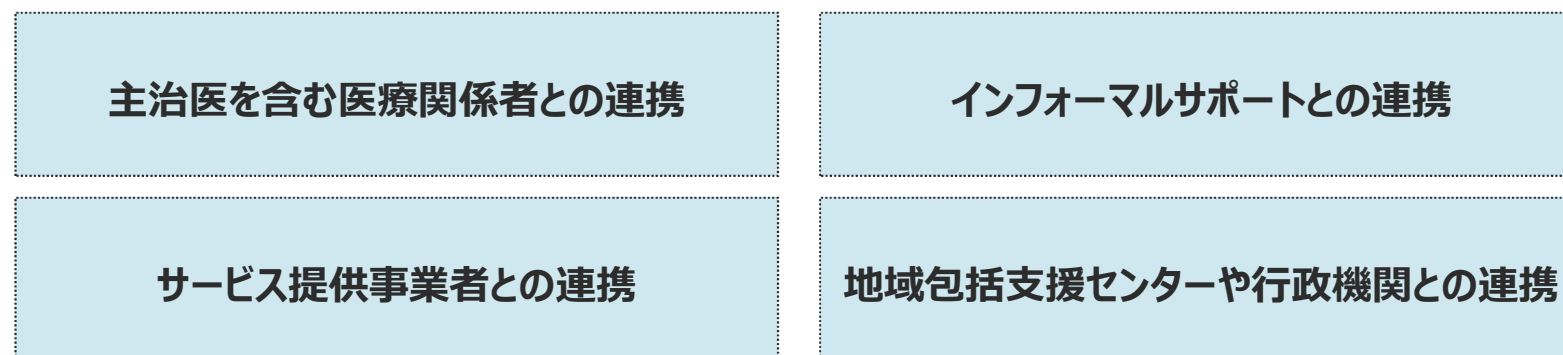 主治医を含む医療関係者との連携
インフォーマルサポートとの連携
サービス提供事業者との連携
地域包括支援センターや行政機関との連携